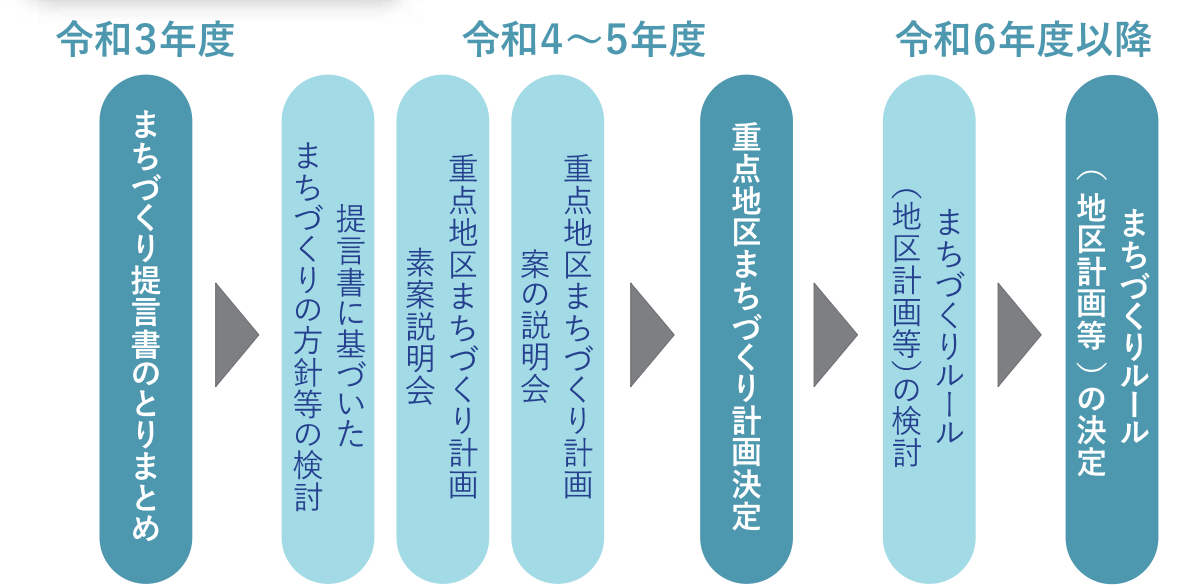 令和3年度
まちづくり提言書のとりまとめ
令和4～5年度
提言書に基づいた
まちづくりの方針等の検討
重点地区まちづくり計画
素案説明会
重点地区まちづくり計画
案の説明会
重点地区まちづくり計画決定
令和6年度以降
まちづくりルール
（地区計画等）の検討
まちづくりルール
（地区計画等）の決定